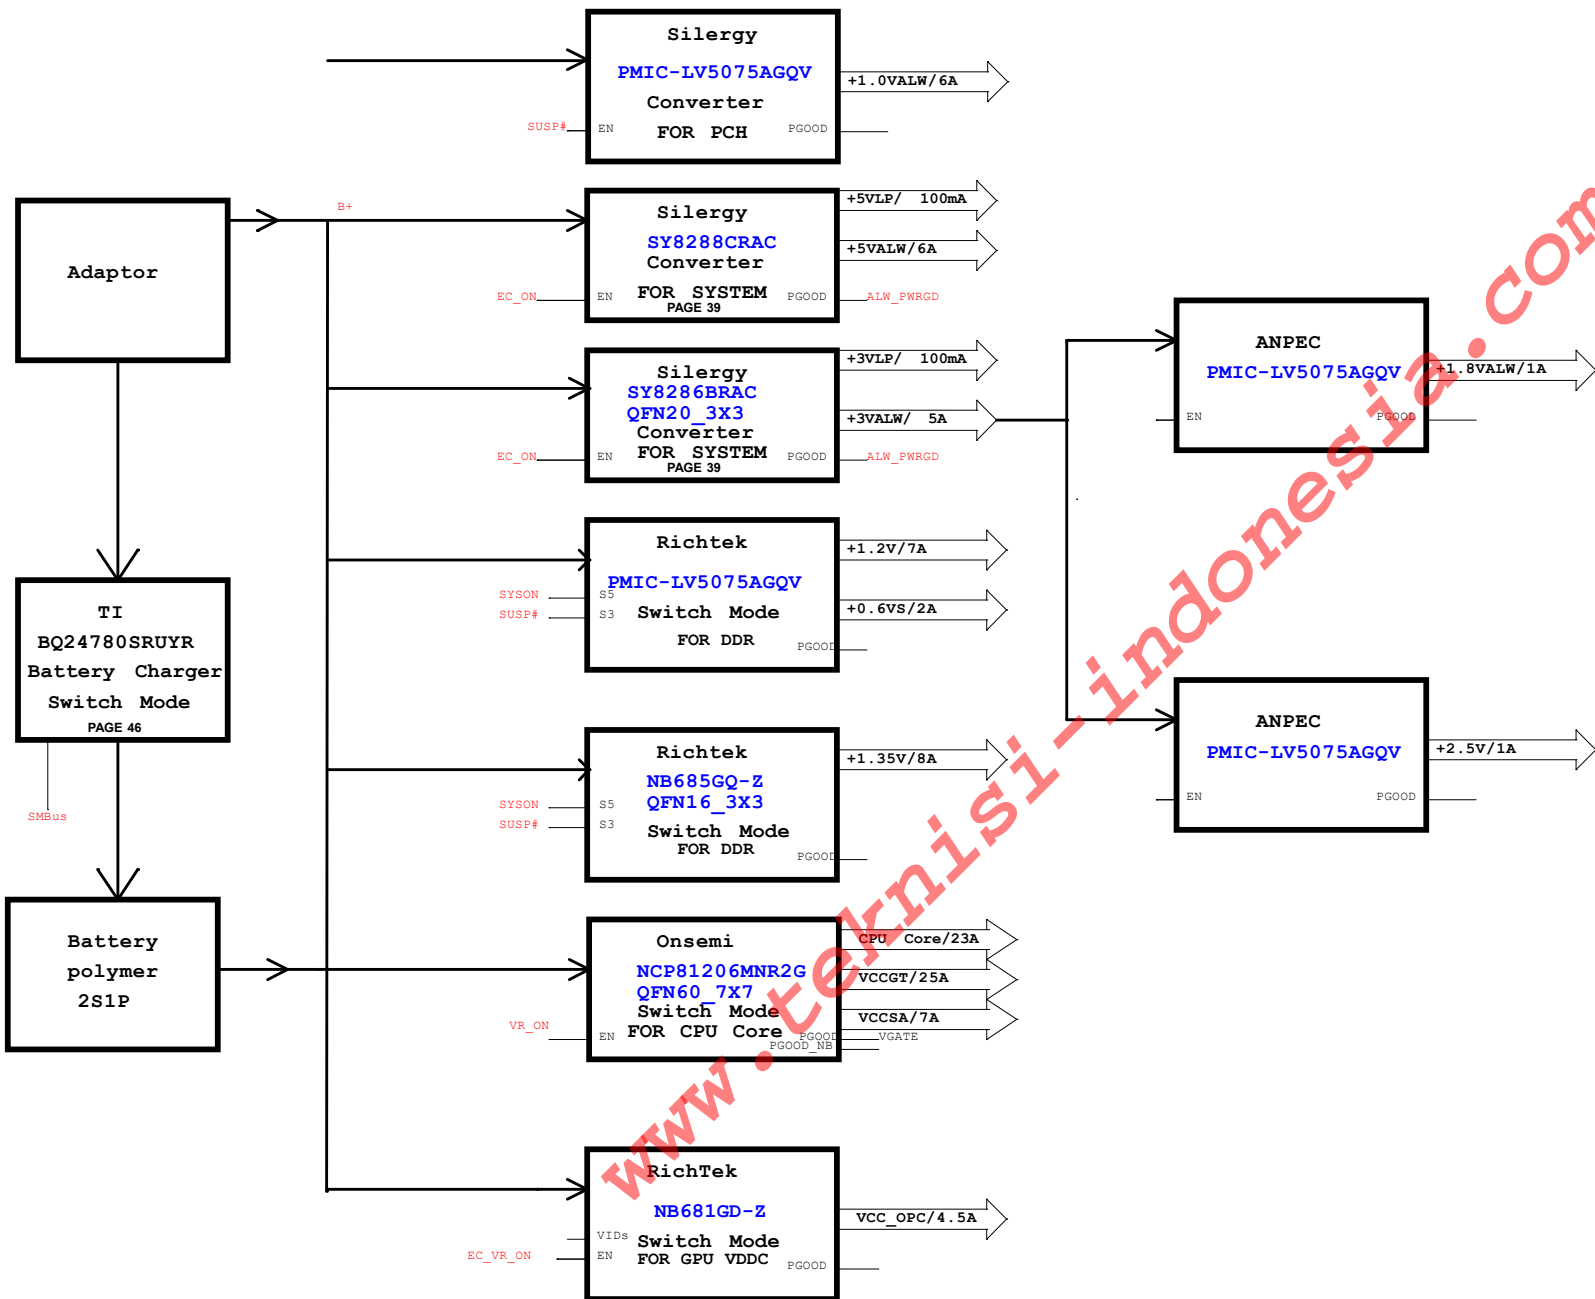 Silergy
PMIC-LV5075AGQV
Converter
FOR PCH
SUSP#
EN
PGOOD
+1.0VALW/6A
Adaptor
B+
Silergy
SY8288CRAC
Converter
FOR SYSTEM
PAGE 39
EC_ON
EN
PGOOD
ALW_PWRGD
+5VLP/ 100mA
+5VALW/6A
Silergy
SY8286BRAC
QFN20_3X3
Converter
FOR SYSTEM
PAGE 39
EC_ON
EN
PGOOD
ALW_PWRGD
+3VLP/ 100mA
+3VALW/ 5A
ANPEC
PMIC-LV5075AGQV
EN
PGOOD
+1.8VALW/1A
Richtek
PMIC-LV5075AGQV
Switch Mode
FOR DDR
SYSON
S5
SUSP#
S3
PGOOD
+1.2V/7A
+0.6VS/2A
TI
BQ24780SRUYR
Battery Charger
Switch Mode
PAGE 46
SMBus
ANPEC
PMIC-LV5075AGQV
EN
PGOOD
+2.5V/1A
Richtek
NB685GQ-Z
QFN16_3X3
Switch Mode
FOR DDR
SYSON
S5
SUSP#
S3
PGOOD
+1.35V/8A
Battery
polymer
2S1P
Onsemi
NCP81206MNR2G
QFN60_7X7
Switch Mode
FOR CPU Core
VR_ON
EN
PGOOD
VGATE
PGOOD_NB
CPU Core/23A
VCCGT/25A
VCCSA/7A
RichTek
NB681GD-Z
Switch Mode
FOR GPU VDDC
VIDs
EC_VR_ON
EN
PGOOD
VCC_OPC/4.5A
www.teknisi-indonesia.com